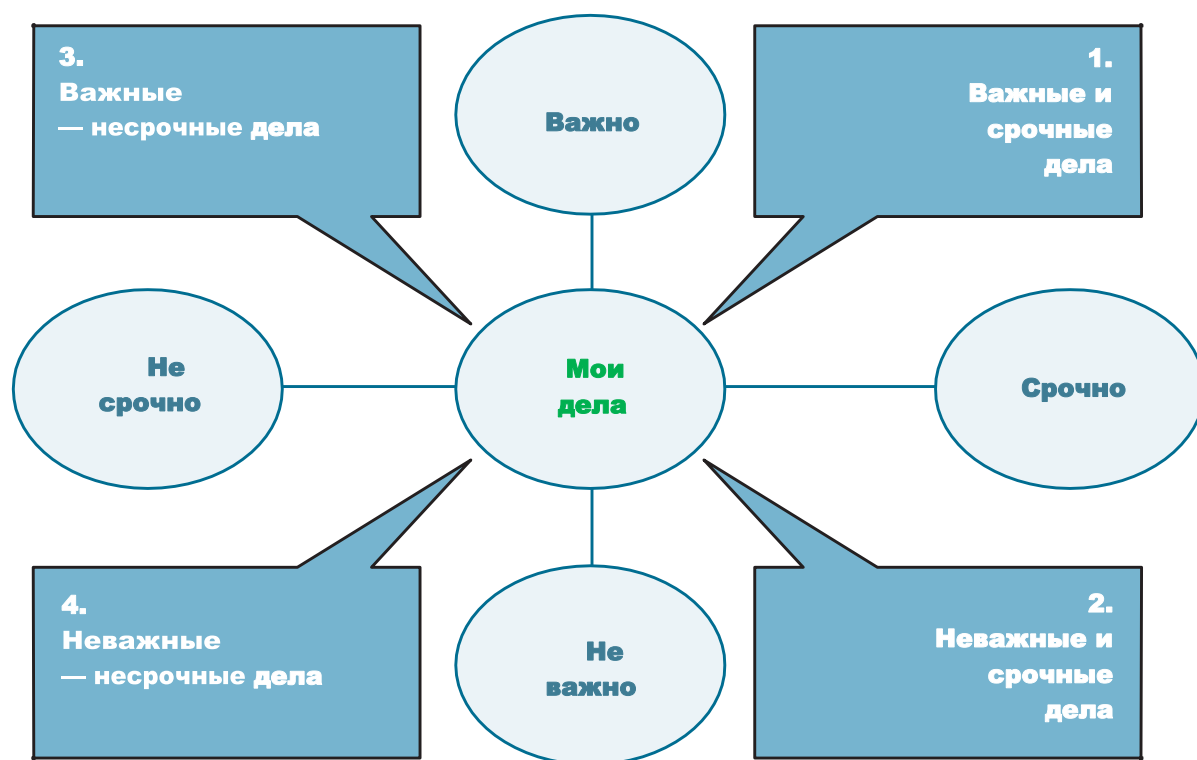 3.
Важные
— несрочные дела
Важно
1.
Важные и
срочные
дела
Не
срочно
Мои
дела
Срочно
4.
Неважные
— несрочные дела
Не
важно
2.
Неважные и
срочные
дела